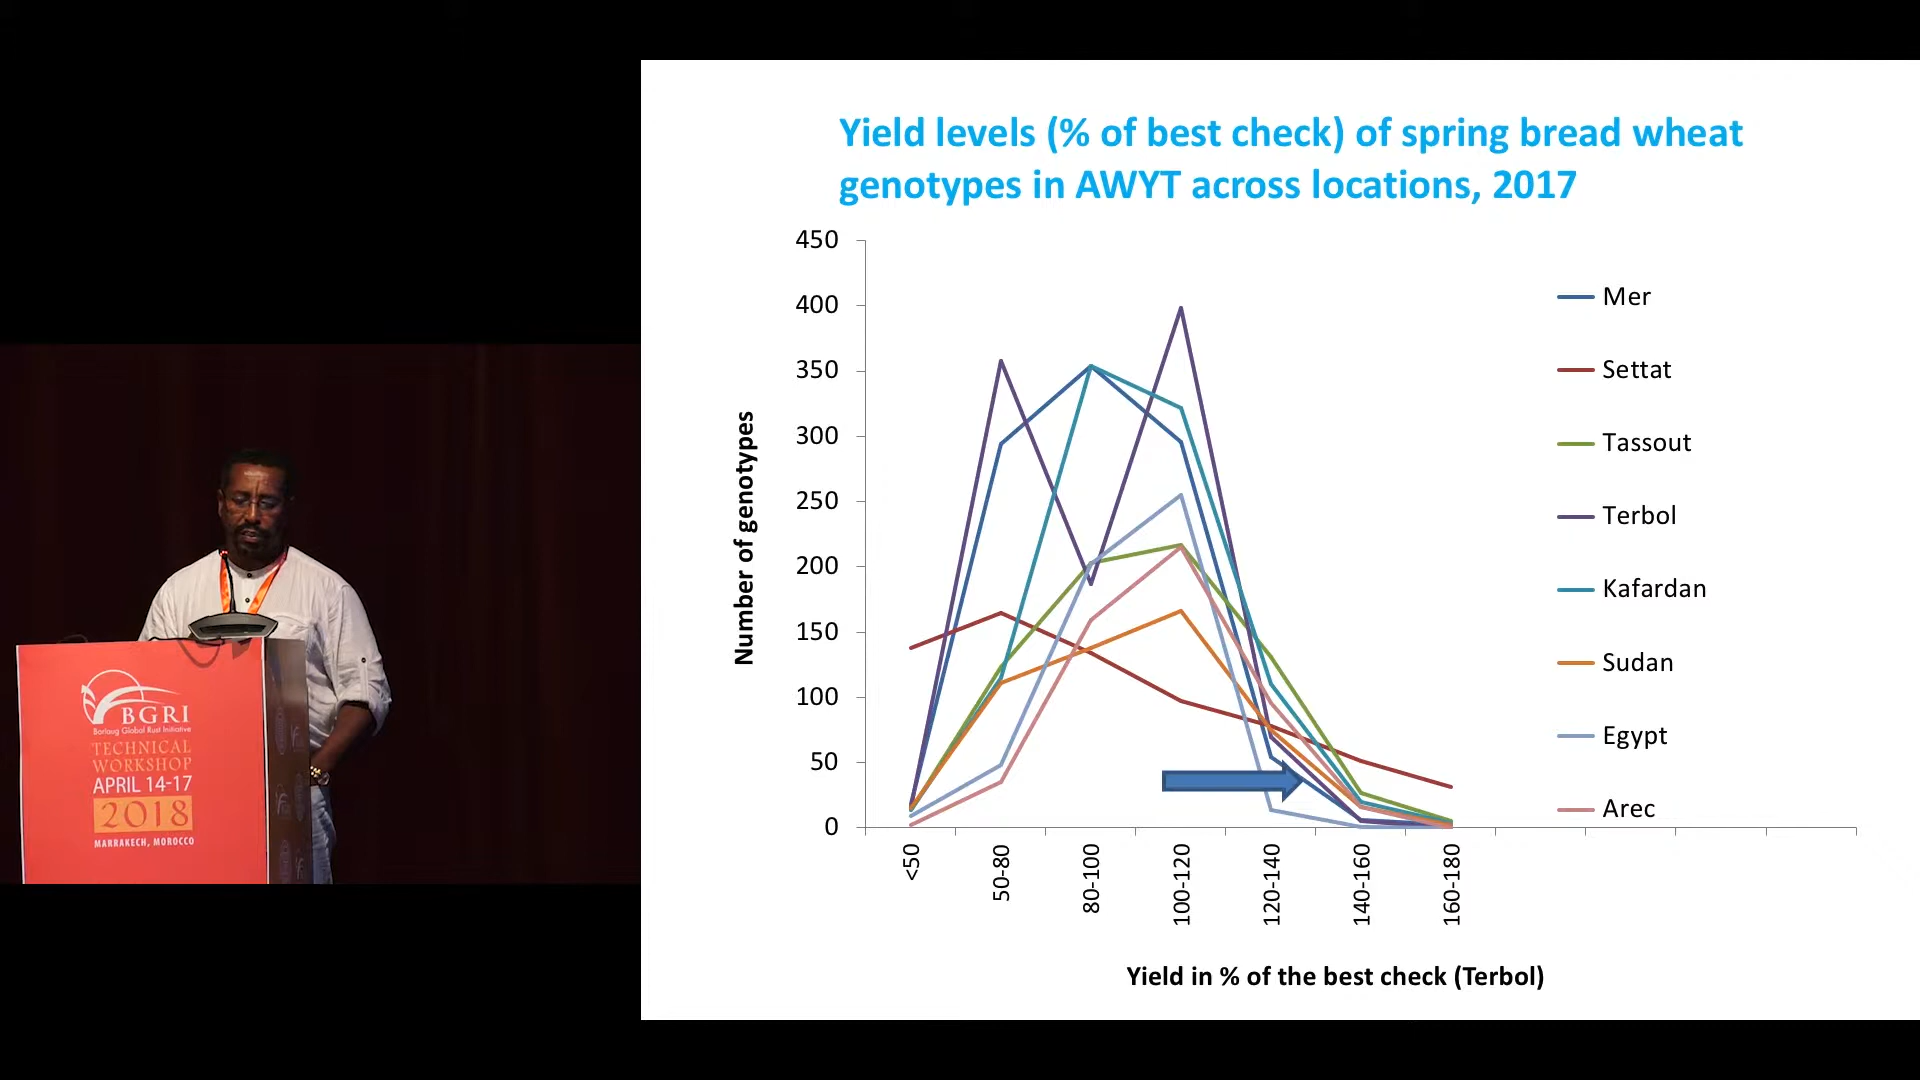 Yield levels (% of best check) of spring bread wheat
genotypes in AWYT across locations, 2017
450
400
350
300
250
200
150
100
50
0
Number of genotypes
<50
50-80
80-100
100-120
120-140
140-160
160-180
Yield in % of the best check (Terbol)
Mer
Settat
Tassout
Terbol
Kafardan
Sudan
Egypt
Arec
BGRI
Borlaug Global Rust Initiative
TECHNICAL
WORKSHOP
APRIL 14-17
2018
MARRAKECH, MOROCCO